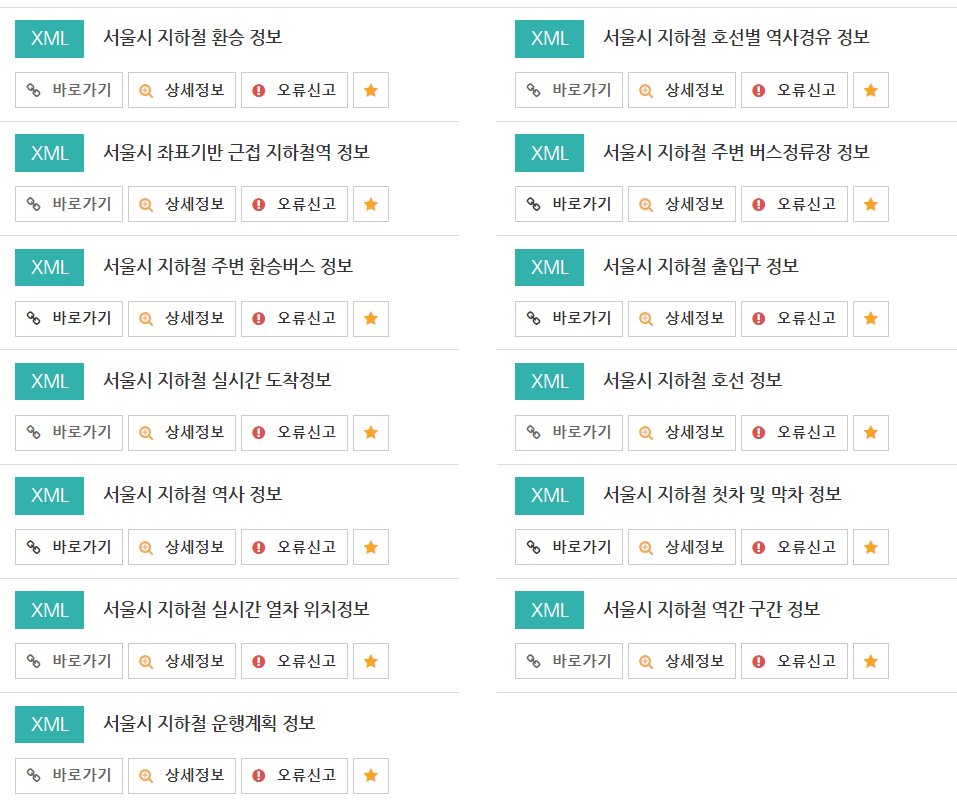 XML 서울시 지하철 환승 정보
바로가기 상세정보 오류신고
XML 서울시 지하철 호선별 역사경유 정보
바로가기 상세정보 오류신고
XML 서울시 좌표기반 근접 지하철역 정보
바로가기 상세정보 오류신고
XML 서울시 지하철 주변 버스정류장 정보
바로가기 상세정보 오류신고
XML 서울시 지하철 주변 환승버스 정보
바로가기 상세정보 오류신고
XML 서울시 지하철 출입구 정보
바로가기 상세정보 오류신고
XML 서울시 지하철 실시간 도착정보
바로가기 상세정보 오류신고
XML 서울시 지하철 호선 정보
바로가기 상세정보 오류신고
XML 서울시 지하철 역사 정보
바로가기 상세정보 오류신고
XML 서울시 지하철 첫차 및 막차 정보
바로가기 상세정보 오류신고
XML 서울시 지하철 실시간 열차 위치정보
바로가기 상세정보 오류신고
XML 서울시 지하철 역간 구간 정보
바로가기 상세정보 오류신고
XML 서울시 지하철 운행계획 정보
바로가기 상세정보 오류신고